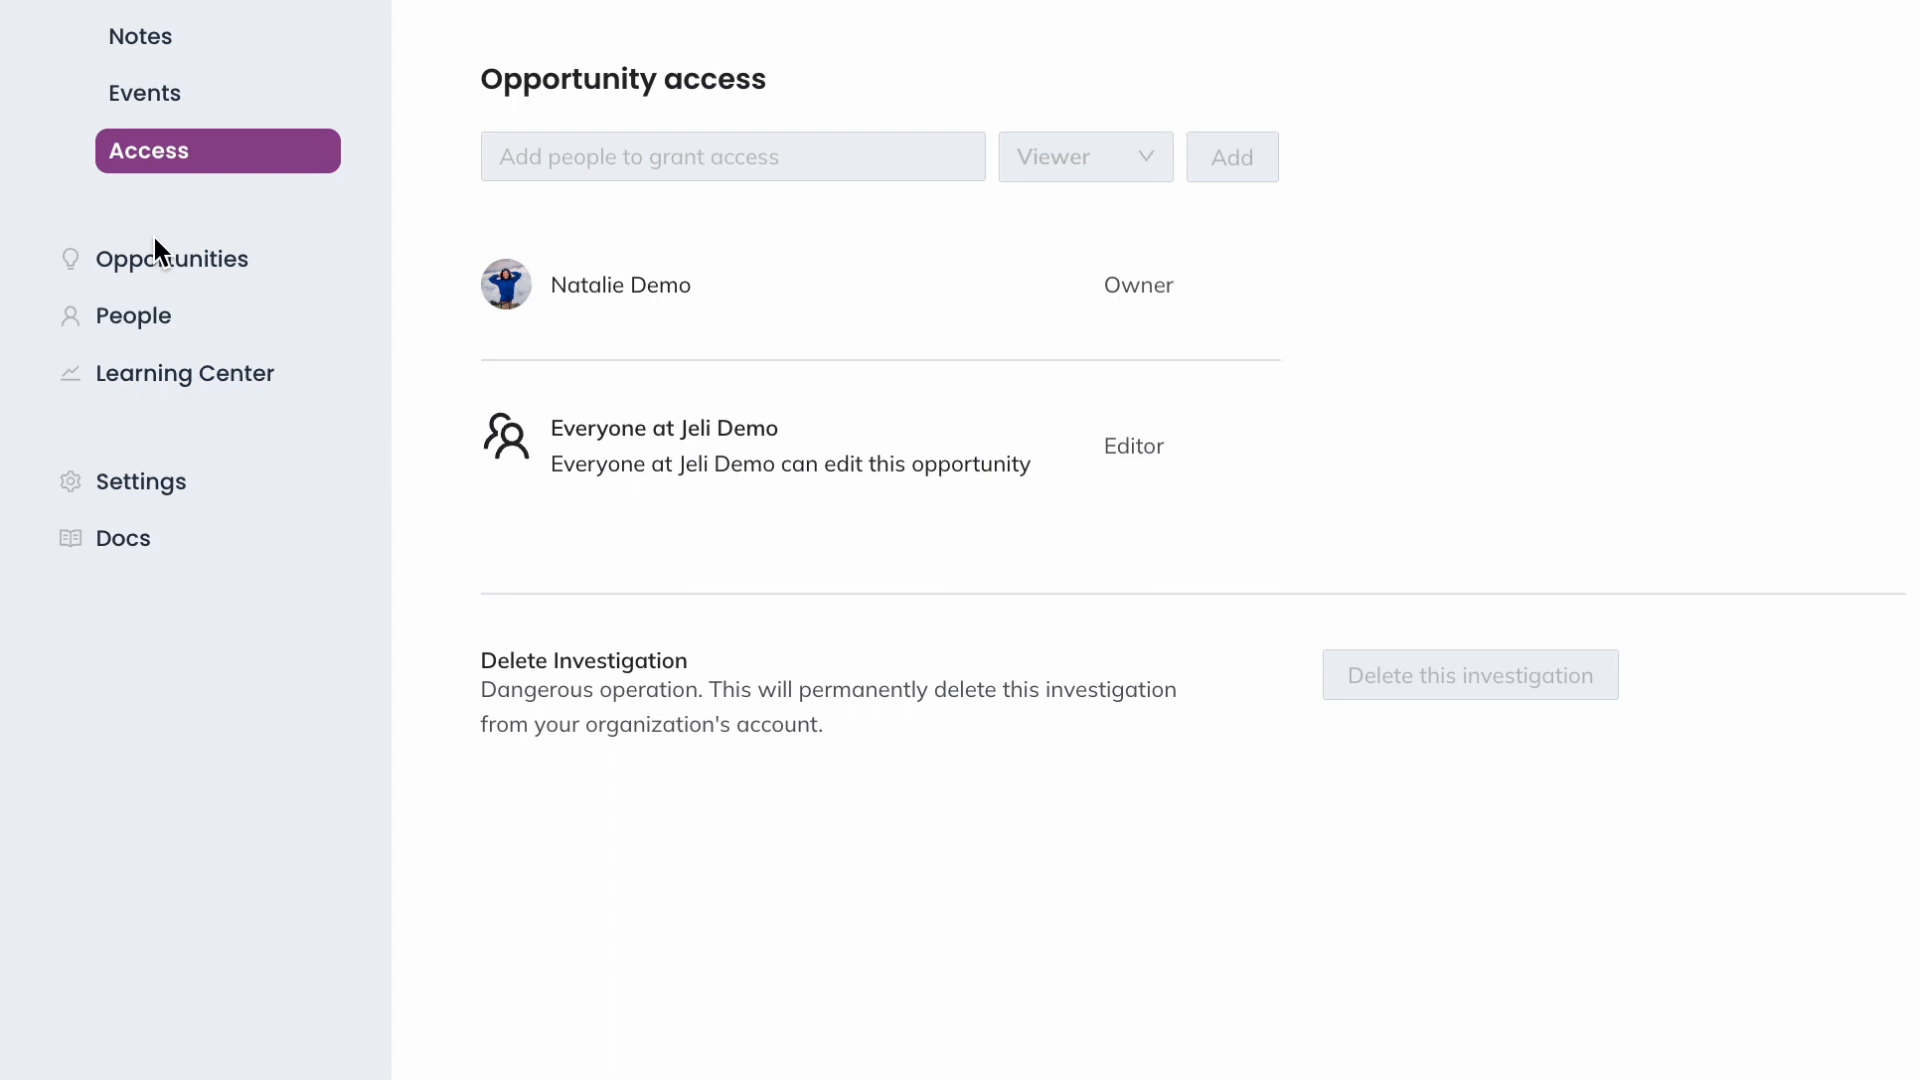 Notes
Events
Access
Opportunities
People
Learning Center
Settings
Docs
Opportunity access
Add people to grant access
Viewer
Add
Natalie Demo
Owner
Everyone at Jeli Demo
Everyone at Jeli Demo can edit this opportunity
Editor
Delete Investigation
Dangerous operation. This will permanently delete this investigation
from your organization's account.
Delete this investigation